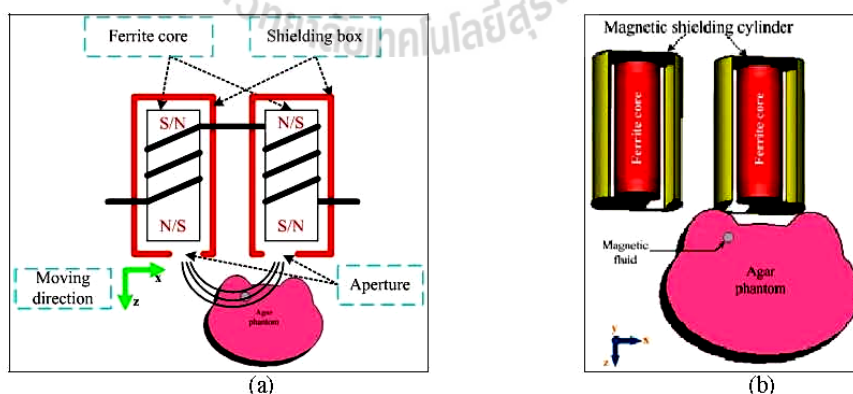 Ferrite core
Shielding box
S/N
N/S
N/S
S/N
Moving
direction
x
z
Aperture
Agar
phantom
(a)
Magnetic shielding cylinder
Ferrite core
Ferrite core
Magnetic
fluid
Agar
phantom
y
x
z
(b)